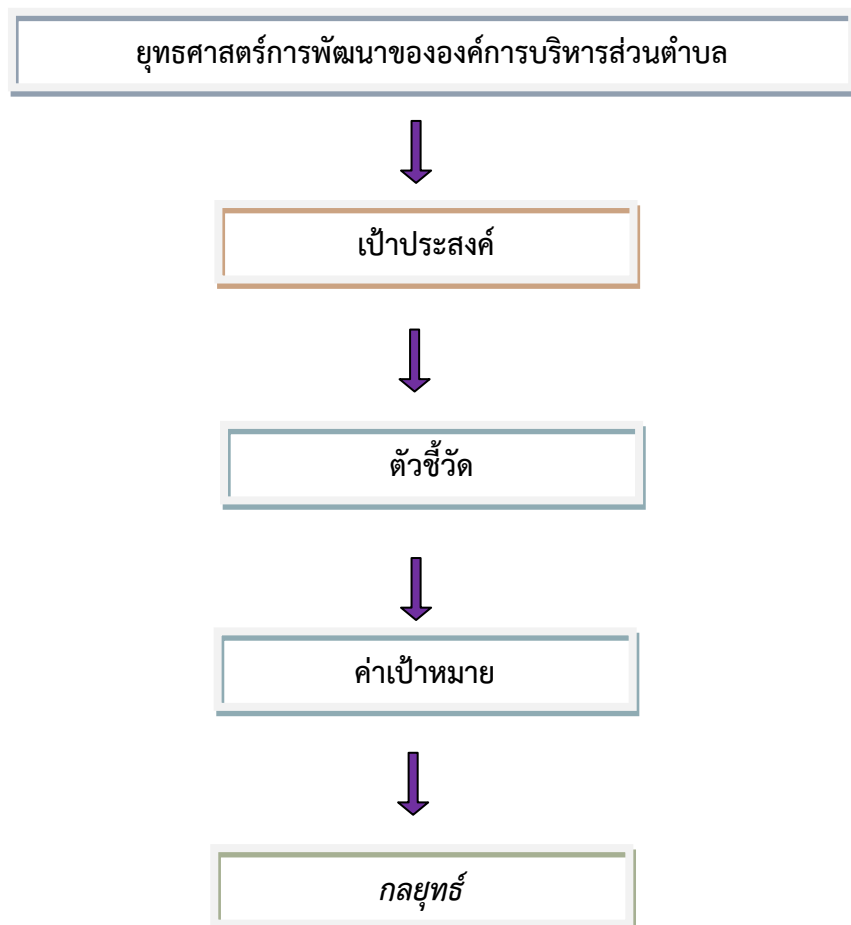 ยุทธศาสตร์การพัฒนาขององค์การบริหารส่วนตำบล
เป้าประสงค์
ตัวชี้วัด
ค่าเป้าหมาย
กลยุทธ์